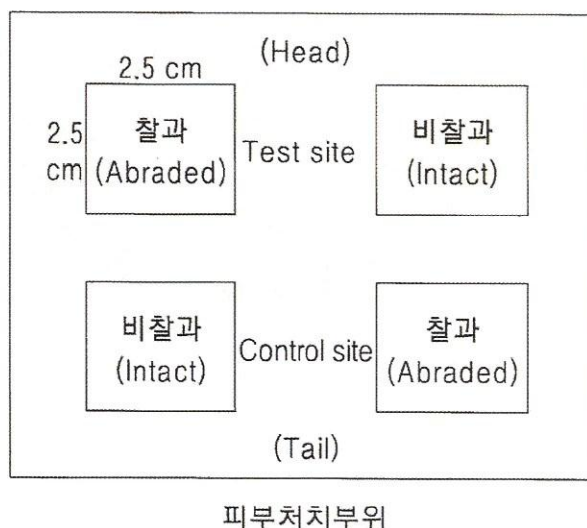 (Head)
2.5 cm
2.5
cm
찰과
(Abraded)
Test site
비찰과
(Intact)
비찰과
(Intact)
Control site
찰과
(Abraded)
(Tail)
피부처치부위